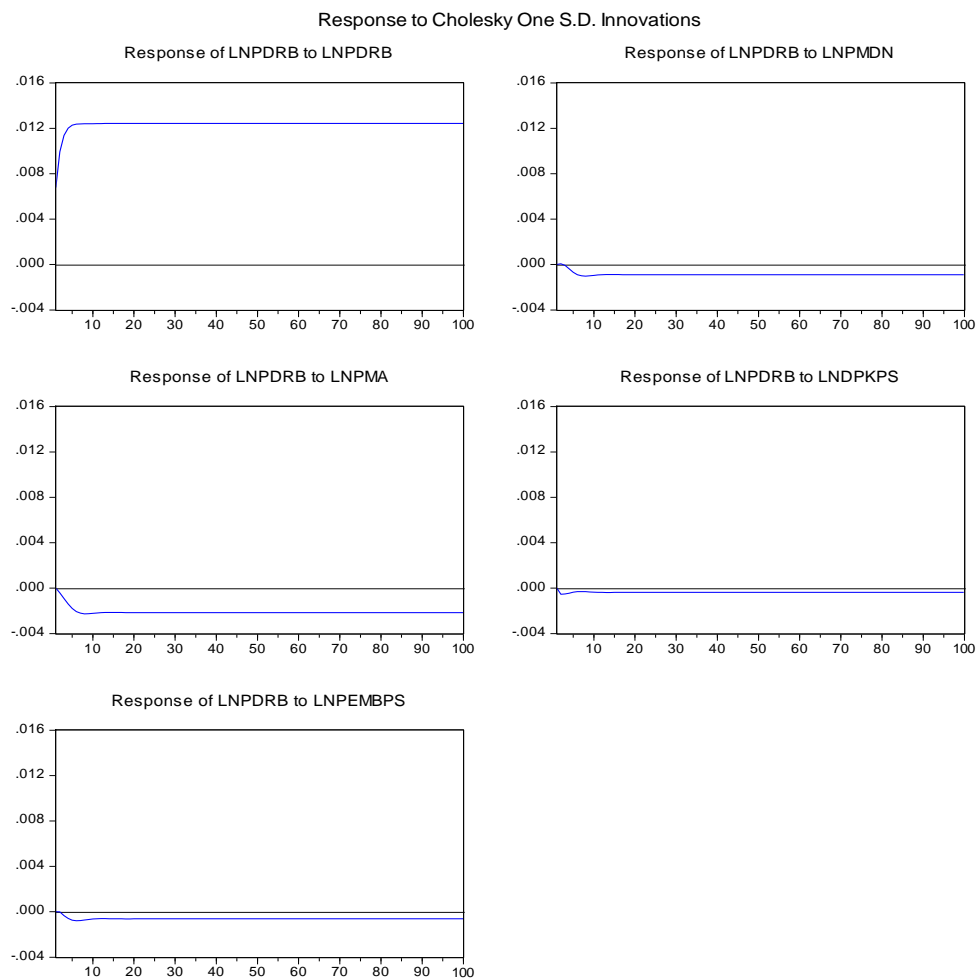 Response to Cholesky One S.D. Innovations
Response of LNPDRB to LNPDRB
.016
.012
.008
.004
.000
-.004
10 20 30 40 50 60 70 80 90 100
Response of LNPDRB to LNPMDN
.016
.012
.008
.004
.000
-.004
10 20 30 40 50 60 70 80 90 100
Response of LNPDRB to LNPMA
.016
.012
.008
.004
.000
-.004
10 20 30 40 50 60 70 80 90 100
Response of LNPDRB to LNDPKPS
.016
.012
.008
.004
.000
-.004
10 20 30 40 50 60 70 80 90 100
Response of LNPDRB to LNPEMBPS
.016
.012
.008
.004
.000
-.004
10 20 30 40 50 60 70 80 90 100